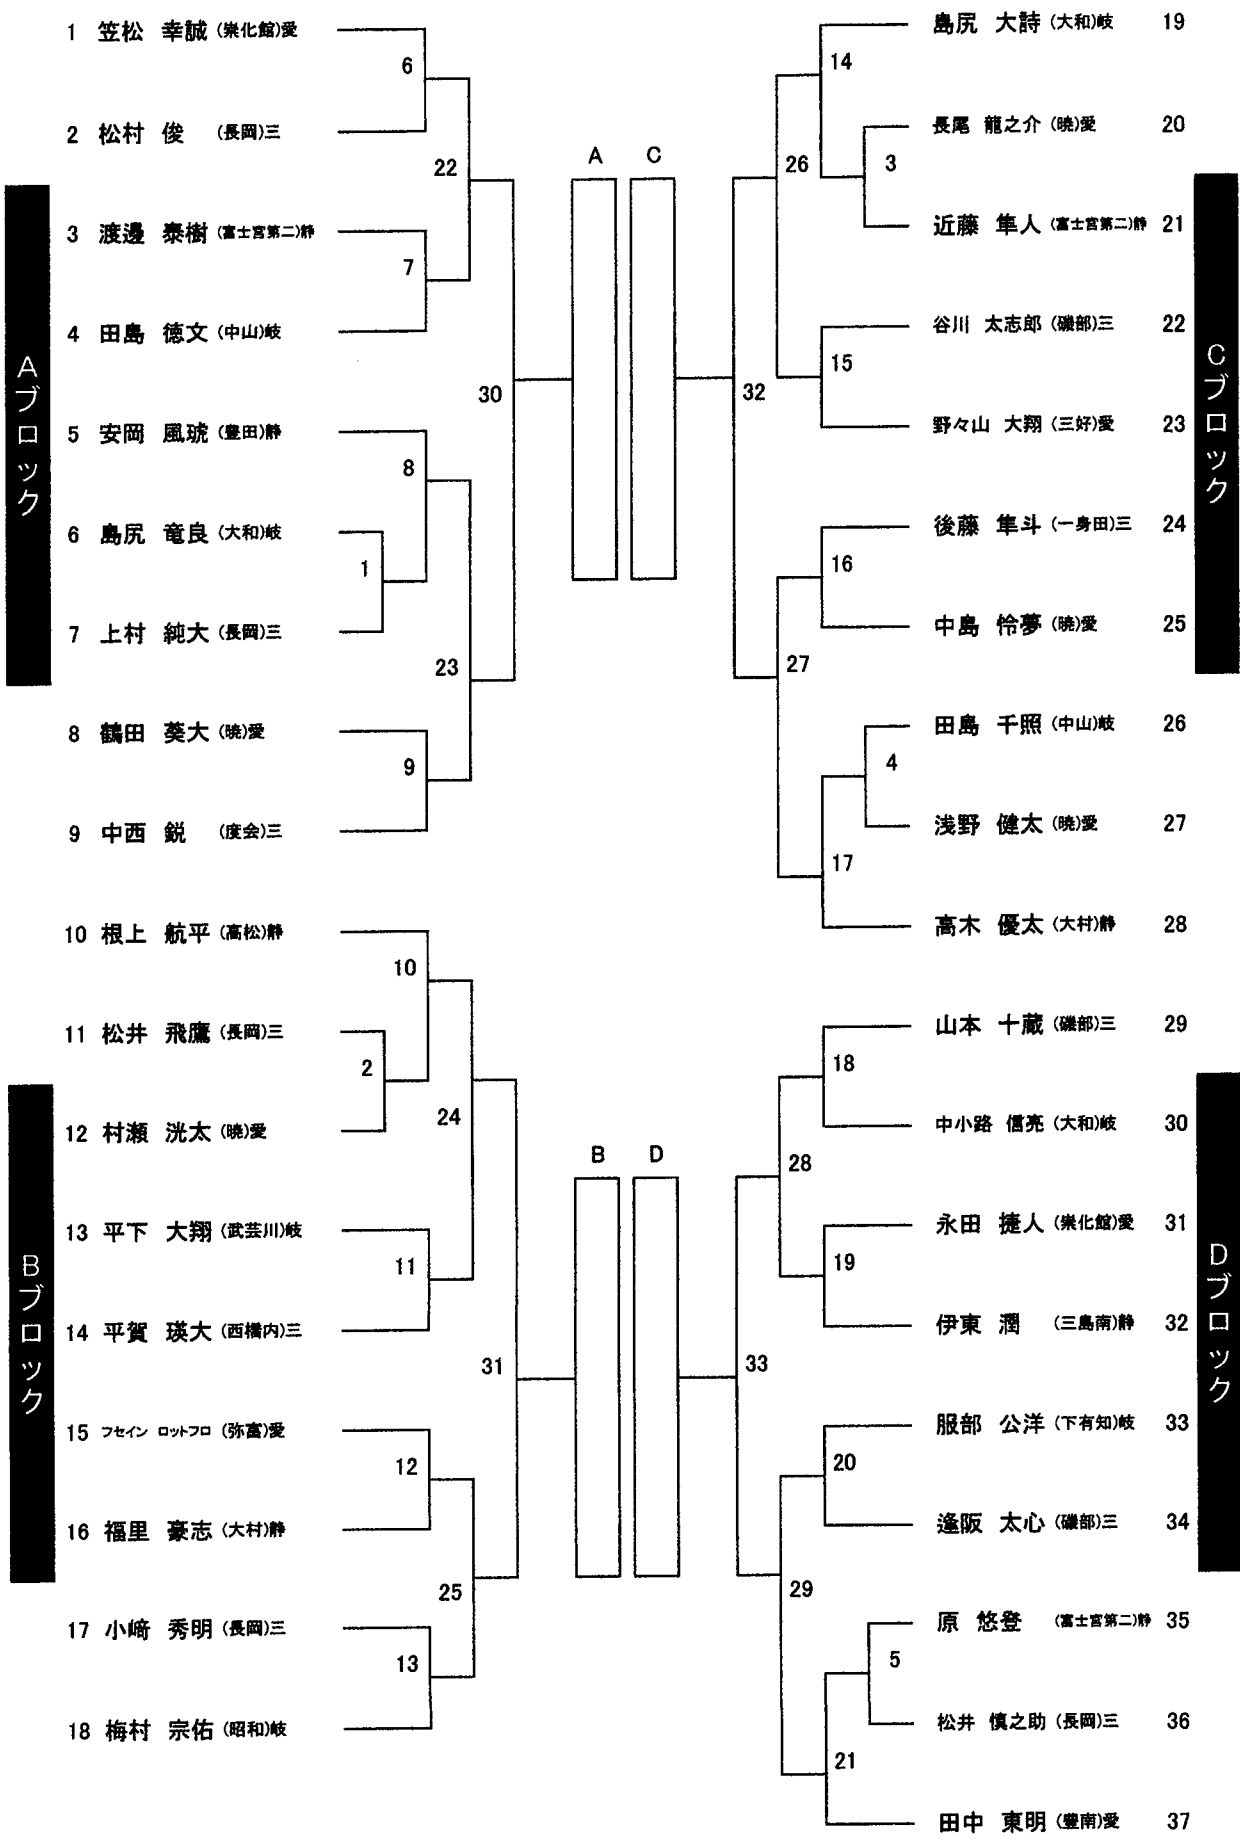 Aブロック
1 笠松 幸誠 (崇化館)愛
2 松村 俊 (長岡)三
3 渡邊 泰樹 (富士宮第二)静
4 田島 徳文 (中山)岐
5 安岡 風琥 (豊田)静
6 島尻 竜良 (大和)岐
7 上村 純大 (長岡)三
8 鶴田 葵大 (暁)愛
9 中西 鋭 (度会)三
6
7
8
1
9
22
23
30
A
Bブロック
10 根上 航平 (高松)静
11 松井 飛鷹 (長岡)三
12 村瀬 洸太 (暁)愛
13 平下 大翔 (武芸川)岐
14 平賀 瑛大 (西橋内)三
15 フセイン ロットフロ (弥富)愛
16 福里 豪志 (大村)静
17 小﨑 秀明 (長岡)三
18 梅村 宗佑 (昭和)岐
10
2
11
12
13
24
25
31
B
Cブロック
島尻 大詩 (大和)岐 19
長尾 龍之介 (暁)愛 20
近藤 隼人 (富士宮第二)静 21
谷川 太志郎 (磯部)三 22
野々山 大翔 (三好)愛 23
後藤 隼斗 (一身田)三 24
中島 怜夢 (暁)愛 25
田島 千照 (中山)岐 26
浅野 健太 (暁)愛 27
高木 優太 (大村)静 28
14
3
15
16
4
17
26
27
32
C
Dブロック
山本 十蔵 (磯部)三 29
中小路 信亮 (大和)岐 30
永田 捷人 (崇化館)愛 31
伊東 潤 (三島南)静 32
服部 公洋 (下有知)岐 33
逢阪 太心 (磯部)三 34
原 悠登 (富士宮第二)静 35
松井 慎之助 (長岡)三 36
田中 東明 (豊南)愛 37
18
19
20
5
21
28
29
33
D